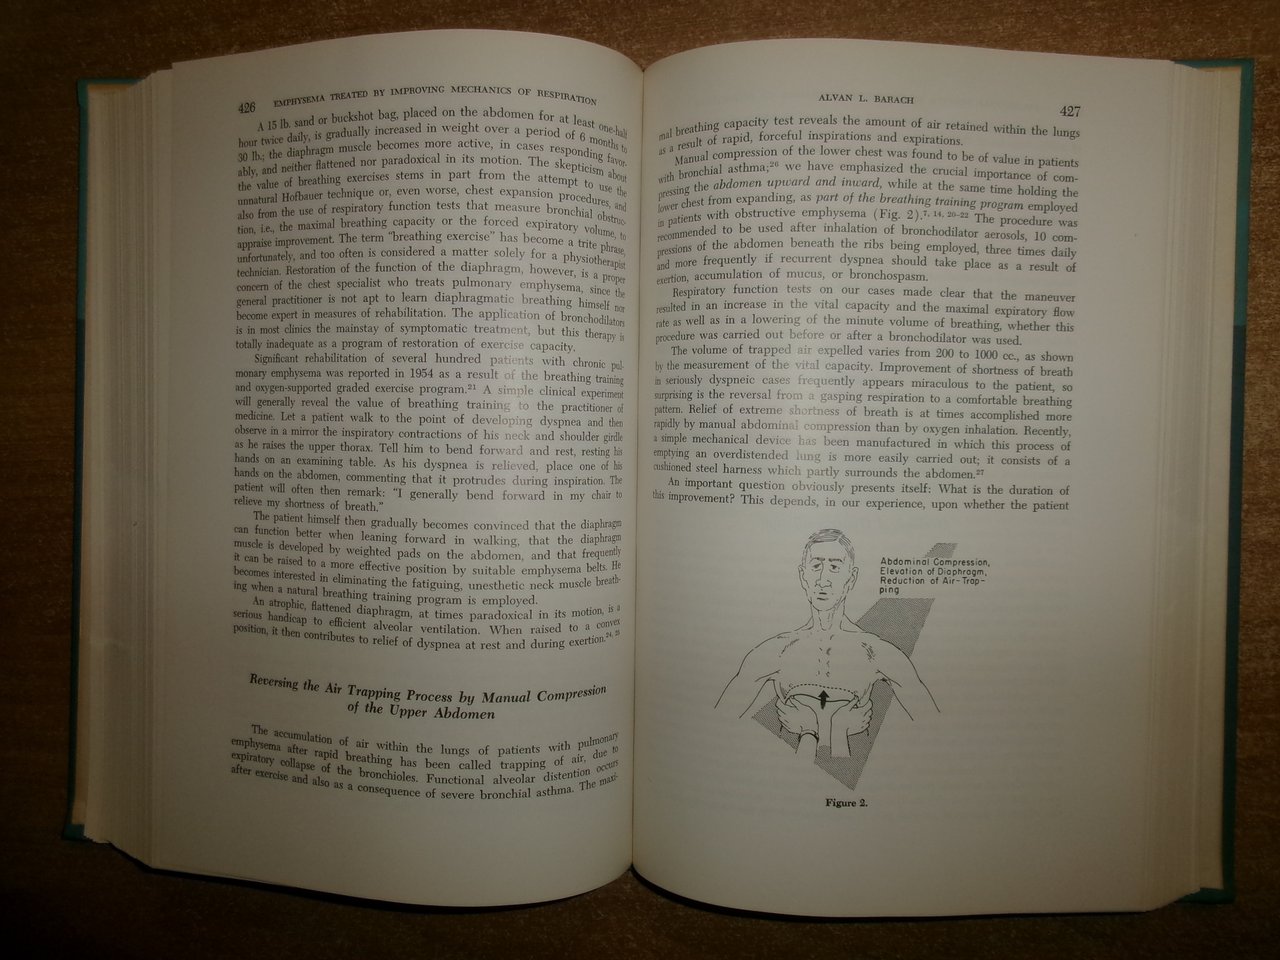 426 EMPHYSEMA TREATED BY IMPROVING MECHANICS OF RESPIRATION
A 15 lb. sand or buckshot bag, placed on the abdomen for at least one-half
hour twice daily, is gradually increased in weight over a period of 6 months to
30 lb.; the diaphragm muscle becomes more active, in cases responding favor-
ably, and neither flattened nor paradoxical in its motion. The skepticism about
the value of breathing exercises stems in part from the attempt to use the
unnatural Hofbauer technique or, even worse, chest expansion procedures, and
also from the use of respiratory function tests that measure bronchial obstruc-
tion, i.e., the maximal breathing capacity or the forced expiratory volume, to
appraise improvement. The term "breathing exercise" has become a trite phrase,
unfortunately, and too often is considered a matter solely for a physiotherapist
technician. Restoration of the function of the diaphragm, however, is a proper
concern of the chest specialist who treats pulmonary emphysema, since the
general practitioner is not apt to learn diaphragmatic breathing himself nor
become expert in measures of rehabilitation. The application of bronchodilators
is in most clinics the mainstay of symptomatic treatment, but this therapy is
totally inadequate as a program of restoration of exercise capacity.
Significant rehabilitation of several hundred patients with chronic pul-
monary emphysema was reported in 1954 as a result of the breathing training
and oxygen-supported graded exercise program.21 A simple clinical experiment
will generally reveal the value of breathing training to the practitioner of
medicine. Let a patient walk to the point of developing dyspnea and then
observe in a mirror the inspiratory contractions of his neck and shoulder girdle
as he raises the upper thorax. Tell him to bend forward and rest, resting his
hands on an examining table. As his dyspnea is relieved, place one of his
hands on the abdomen, commenting that it protrudes during inspiration. The
patient will often then remark: "I generally bend forward in my chair to
relieve my shortness of breath."
The patient himself then gradually becomes convinced that the diaphragm
can function better when leaning forward in walking, that the diaphragm
muscle is developed by weighted pads on the abdomen, and that frequently
it can be raised to a more effective position by suitable emphysema belts. He
becomes interested in eliminating the fatiguing, unesthetic neck muscle breath-
ing when a natural breathing training program is employed.
An atrophic, flattened diaphragm, at times paradoxical in its motion, is a
serious handicap to efficient alveolar ventilation. When raised to a convex
position, it then contributes to relief of dyspnea at rest and during exertion.24, 25
Reversing the Air Trapping Process by Manual Compression
of the Upper Abdomen
The accumulation of air within the lungs of patients with pulmonary
emphysema after rapid breathing has been called trapping of air, due to
expiratory collapse of the bronchioles. Functional alveolar distention occurs
after exercise and also as a consequence of severe bronchial asthma. The maxi-
ALVAN L. BARACH 427
mal breathing capacity test reveals the amount of air retained within the lungs
as a result of rapid, forceful inspirations and expirations.
Manual compression of the lower chest was found to be of value in patients
with bronchial asthma;26 we have emphasized the crucial importance of com-
pressing the abdomen upward and inward, while at the same time holding the
lower chest from expanding, as part of the breathing training program employed
in patients with obstructive emphysema (Fig. 2).7, 14, 20-22 The procedure was
recommended to be used after inhalation of bronchodilator aerosols, 10 com-
pressions of the abdomen beneath the ribs being employed, three times daily
and more frequently if recurrent dyspnea should take place as a result of
exertion, accumulation of mucus, or bronchospasm.
Respiratory function tests on our cases made clear that the maneuver
resulted in an increase in the vital capacity and the maximal expiratory flow
rate as well as in a lowering of the minute volume of breathing, whether this
procedure was carried out before or after a bronchodilator was used.
The volume of trapped air expelled varies from 200 to 1000 cc., as shown
by the measurement of the vital capacity. Improvement of shortness of breath
in seriously dyspneic cases frequently appears miraculous to the patient, so
surprising is the reversal from a gasping respiration to a comfortable breathing
pattern. Relief of extreme shortness of breath is at times accomplished more
rapidly by manual abdominal compression than by oxygen inhalation. Recently,
a simple mechanical device has been manufactured in which this process of
emptying an overdistended lung is more easily carried out; it consists of a
cushioned steel harness which partly surrounds the abdomen.27
An important question obviously presents itself: What is the duration of
this improvement? This depends, in our experience, upon whether the patient
Abdominal Compression,
Elevation of Diaphragm,
Reduction of Air-Trap-
ping
Figure 2.